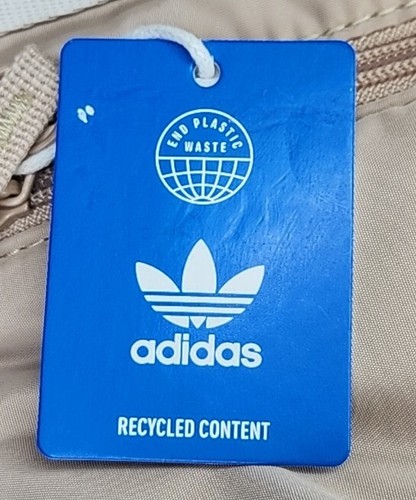 END PLASTIC
WASTE
adidas
RECYCLED CONTENT